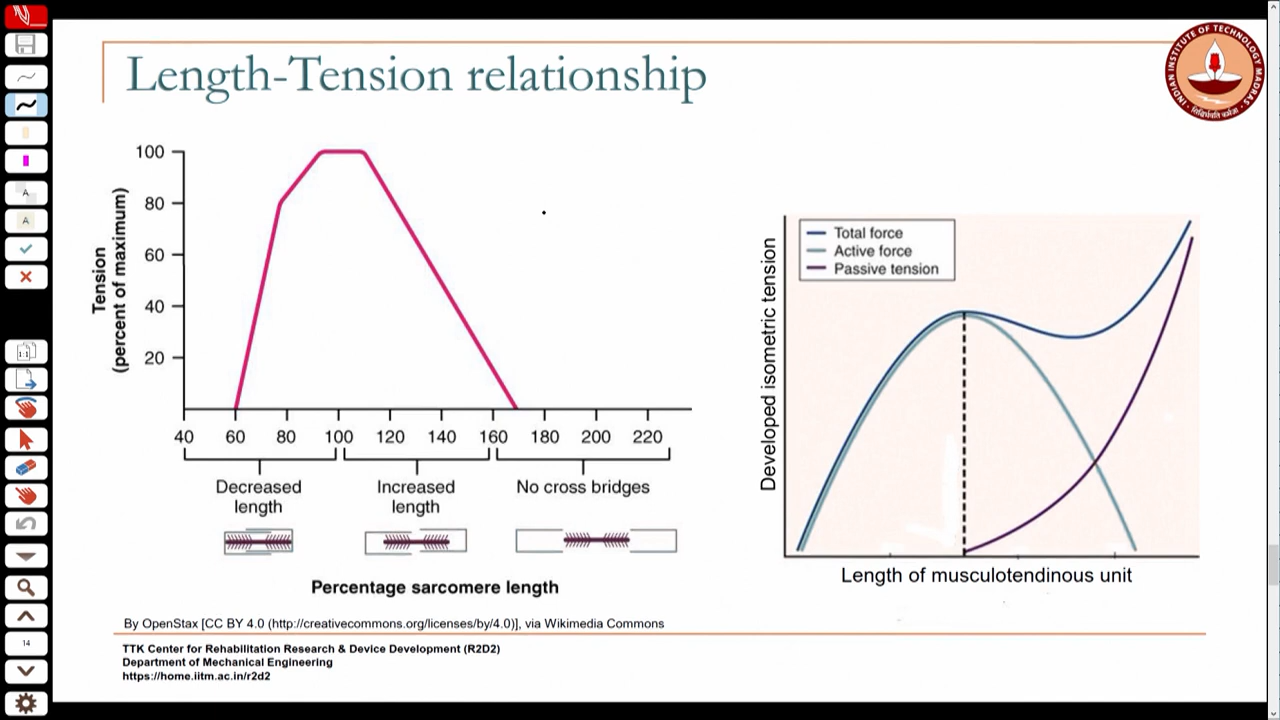 Length-Tension relationship
INDIAN INSTITUTE OF TECHNOLOGY MADRAS
Tension
(percent of maximum)
100
80
60
40
20
40 60 80 100 120 140 160 180 200 220
Decreased
length
Increased
length
No cross bridges
Percentage sarcomere length
Total force
Active force
Passive tension
Developed isometric tension
Length of musculotendinous unit
By OpenStax [CC BY 4.0 (http://creativecommons.org/licenses/by/4.0)], via Wikimedia Commons
TTK Center for Rehabilitation Research & Device Development (R2D2)
Department of Mechanical Engineering
https://home.iitm.ac.in/r2d2
A
A
1:1
14